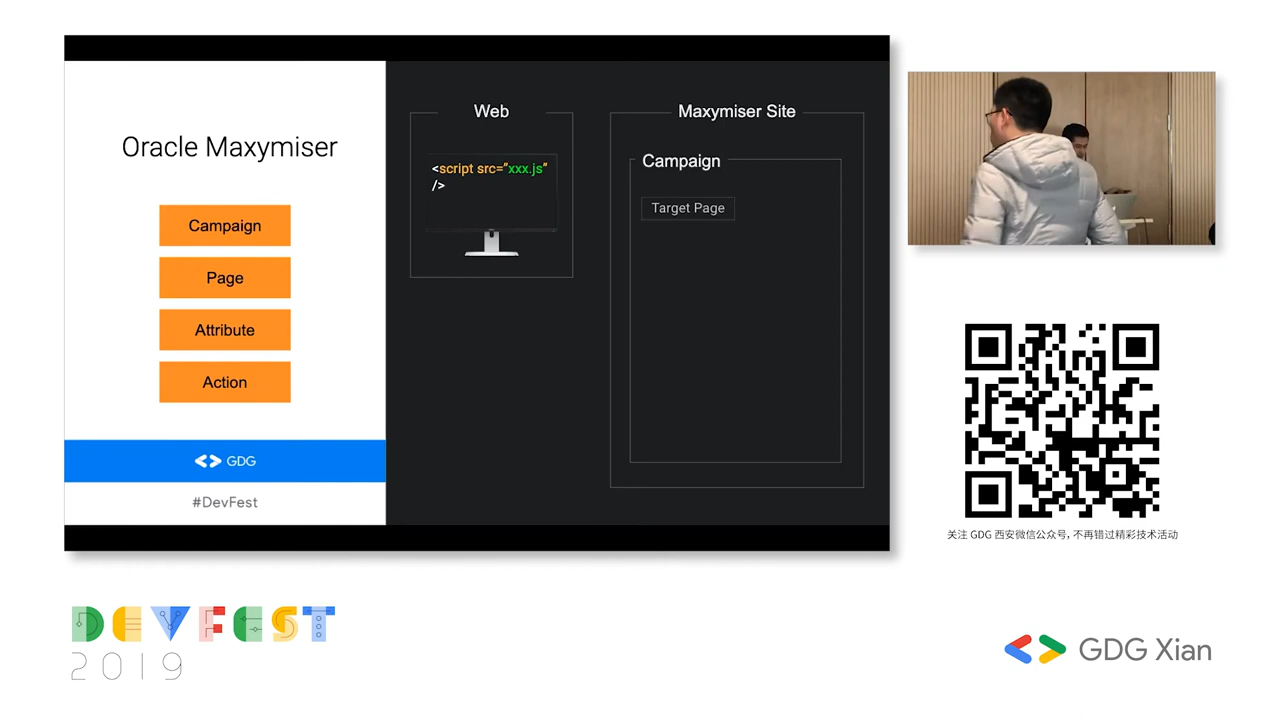 Oracle Maxymiser
Campaign
Page
Attribute
Action
GDG
#DevFest
Web
<script src="xxx.js"
/>
Maxymiser Site
Campaign
Target Page
关注 GDG 西安微信公众号, 不再错过精彩技术活动
DEVFEST
2019
GDG Xian